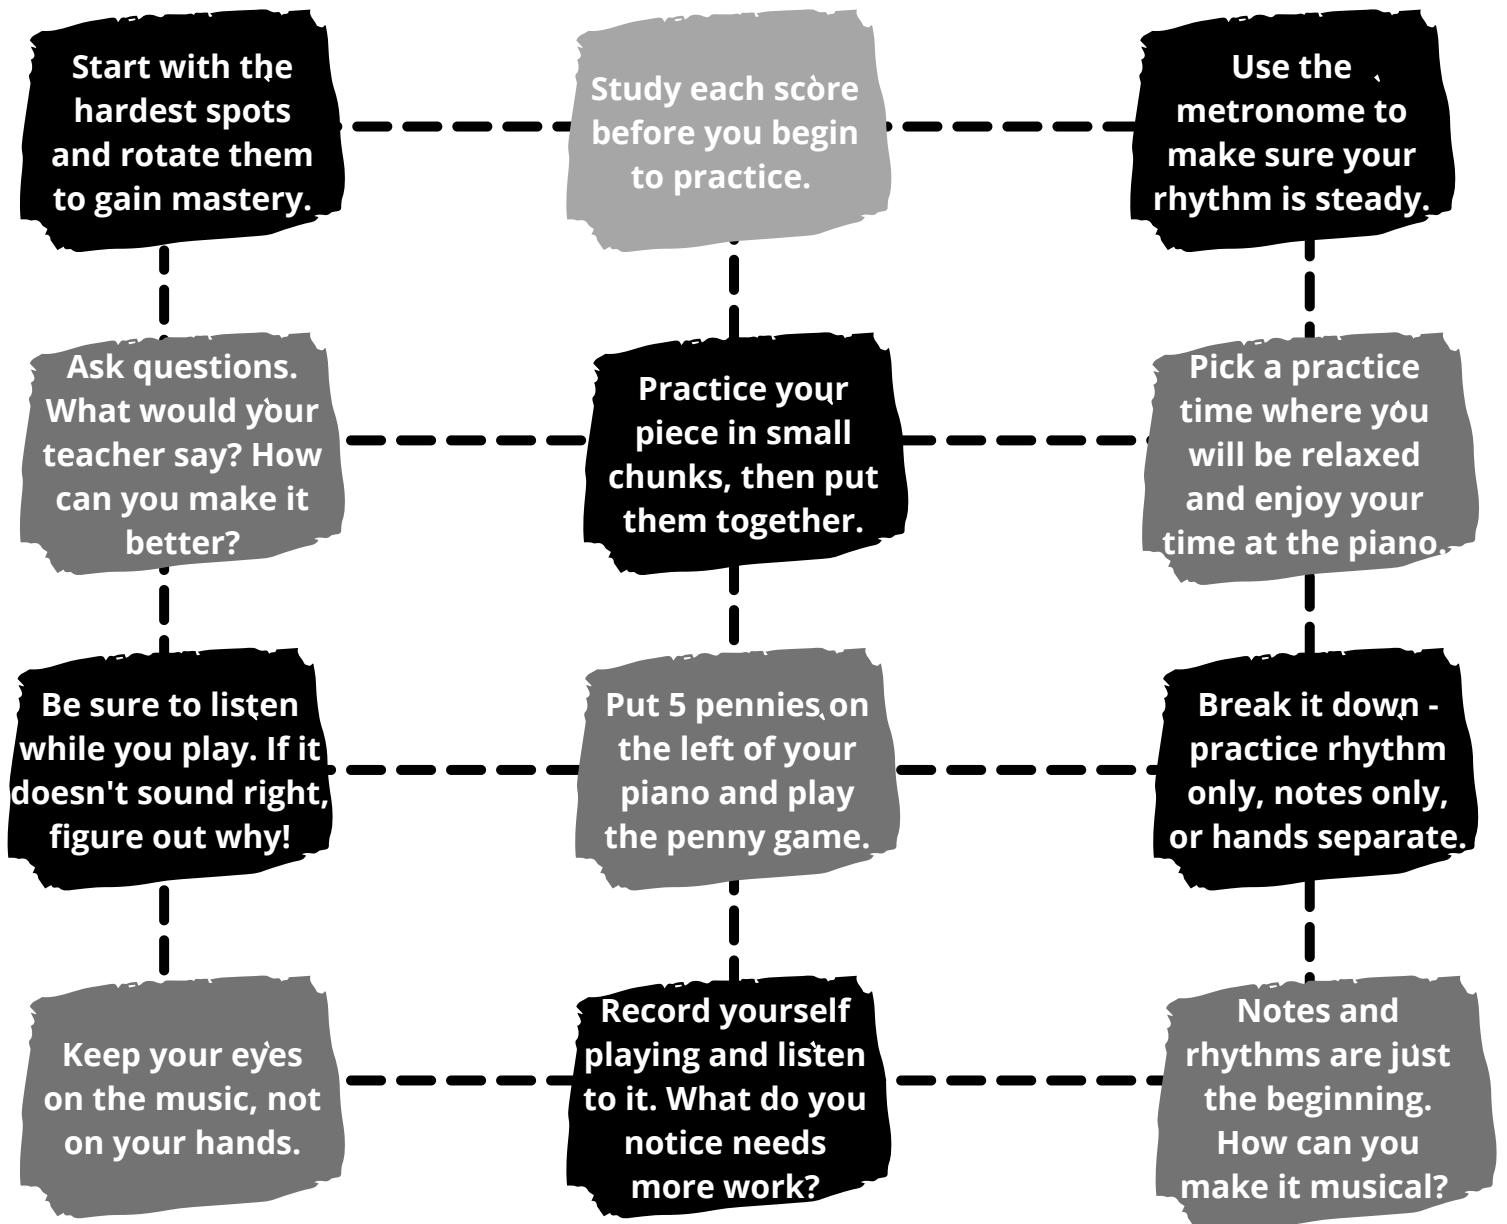 Start with the
hardest spots
and rotate them
to gain mastery.
Study each score
before you begin
to practice.
Use the
metronome to
make sure your
rhythm is steady.
Ask questions.
What would your
teacher say? How
can you make it
better?
Practice your
piece in small
chunks, then put
them together.
Pick a practice
time where you
will be relaxed
and enjoy your
time at the piano.
Be sure to listen
while you play. If it
doesn't sound right,
figure out why!
Put 5 pennies on
the left of your
piano and play
the penny game.
Break it down -
practice rhythm
only, notes only,
or hands separate.
Keep your eyes
on the music, not
on your hands.
Record yourself
playing and listen
to it. What do you
notice needs
more work?
Notes and
rhythms are just
the beginning.
How can you
make it musical?